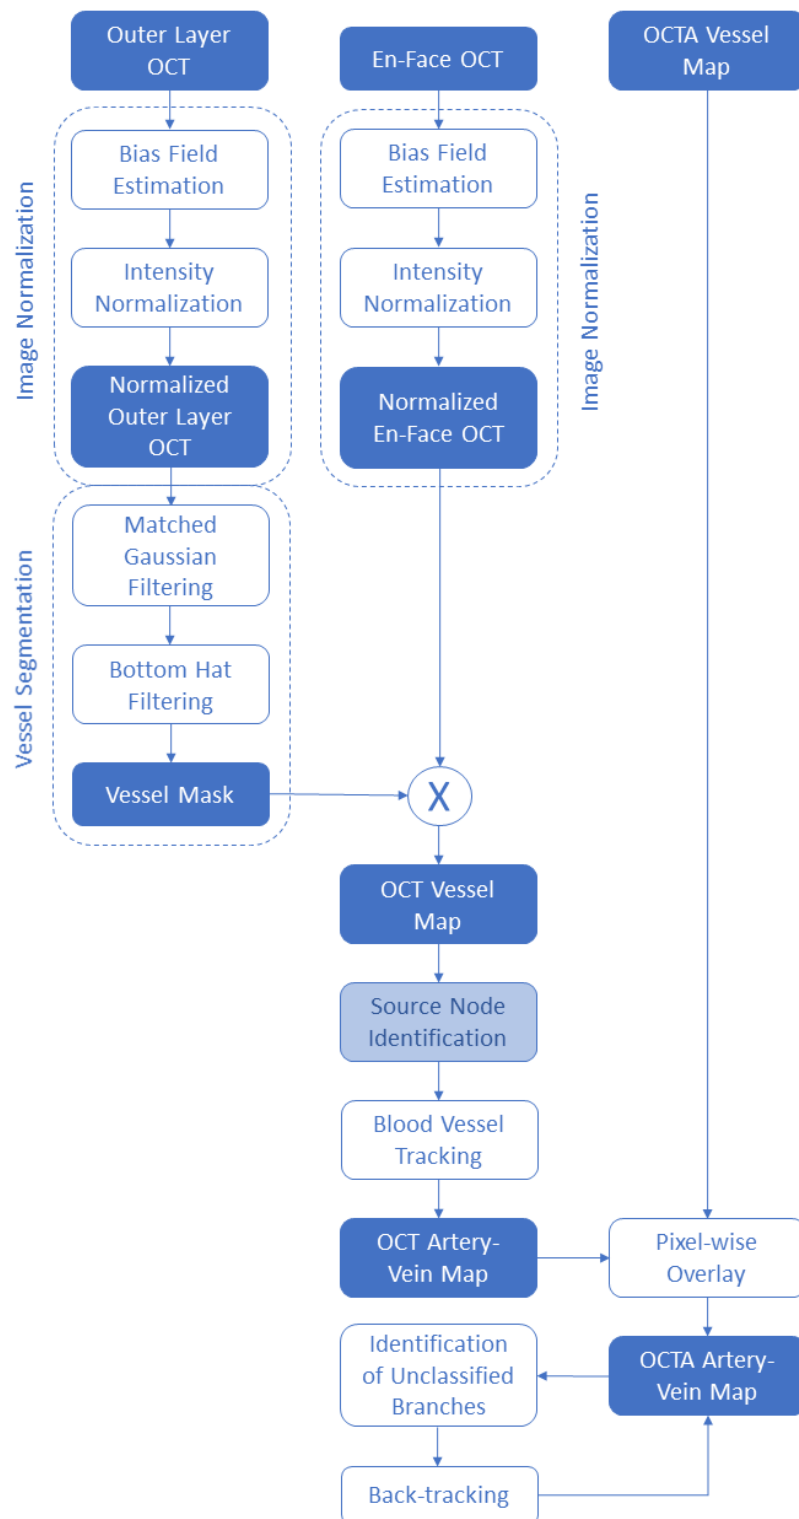 Outer Layer
OCT
En-Face OCT
OCTA Vessel
Map
Image Normalization
Bias Field
Estimation
Intensity
Normalization
Normalized
Outer Layer
OCT
Bias Field
Estimation
Intensity
Normalization
Normalized
En-Face OCT
Image Normalization
Vessel Segmentation
Matched
Gaussian
Filtering
Bottom Hat
Filtering
Vessel Mask
X
OCT Vessel
Map
Source Node
Identification
Blood Vessel
Tracking
OCT Artery-
Vein Map
Pixel-wise
Overlay
OCTA Artery-
Vein Map
Identification
of Unclassified
Branches
Back-tracking